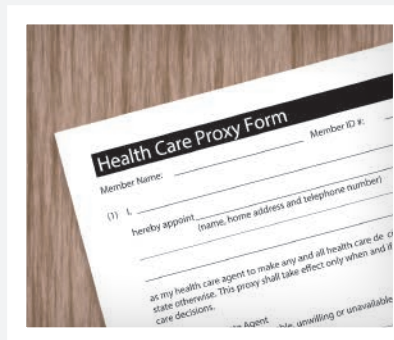 Health Care Proxy Form
Member Name:
Member ID #:
(1) I,
hereby appoint
(name, home address and telephone number)
as my health care agent to make any and all health care de
state otherwise. This proxy shall take effect only when and if
care decisions.
Agent
unwilling or unavailable